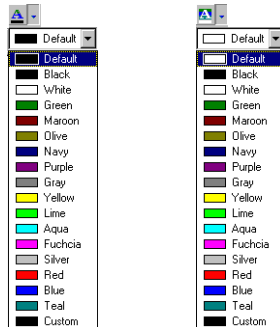 A
Default
Default
Black
White
Green
Maroon
Olive
Navy
Purple
Gray
Yellow
Lime
Aqua
Fuchcia
Silver
Red
Blue
Teal
Custom
A
Default
Default
Black
White
Green
Maroon
Olive
Navy
Purple
Gray
Yellow
Lime
Aqua
Fuchcia
Silver
Red
Blue
Teal
Custom